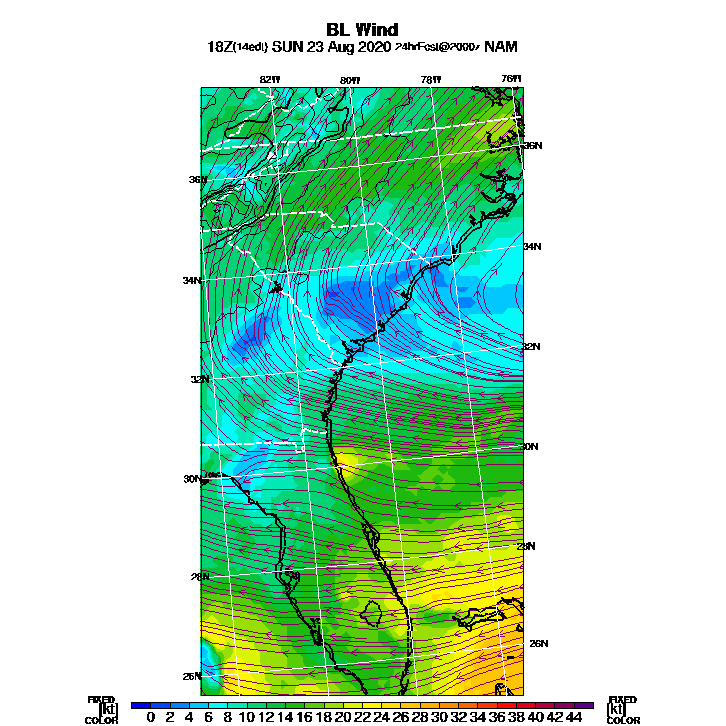 BL Wind
18Z(14edt) SUN 23 Aug 2020 24hrFcst@2000z NAM
82W 80W 78W 76W
36N
36N
34N
34N
32N
32N
30N
30N
28N
28N
26N
26N
FIXED FIXED
[kt] 0 2 4 6 8 10 12 14 16 18 20 22 24 26 28 30 32 34 36 38 40 42 44 [kt]
COLOR COLOR